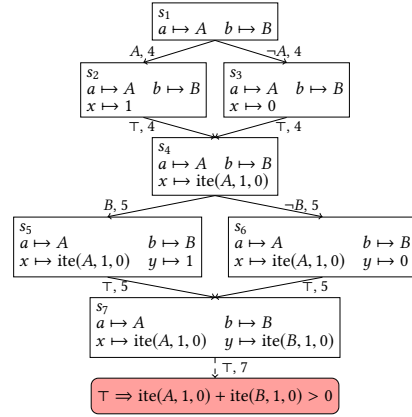 s₁
a ↦ A b ↦ B
A, 4 ¬A, 4
s₂
a ↦ A b ↦ B
x ↦ 1
s₃
a ↦ A b ↦ B
x ↦ 0
⊤, 4 ⊤, 4
s₄
a ↦ A b ↦ B
x ↦ ite(A, 1, 0)
B, 5 ¬B, 5
s₅
a ↦ A b ↦ B
x ↦ ite(A, 1, 0) y ↦ 1
s₆
a ↦ A b ↦ B
x ↦ ite(A, 1, 0) y ↦ 0
⊤, 5 ⊤, 5
s₇
a ↦ A b ↦ B
x ↦ ite(A, 1, 0) y ↦ ite(B, 1, 0)
⊤, 7
⊤ ⇒ ite(A, 1, 0) + ite(B, 1, 0) > 0